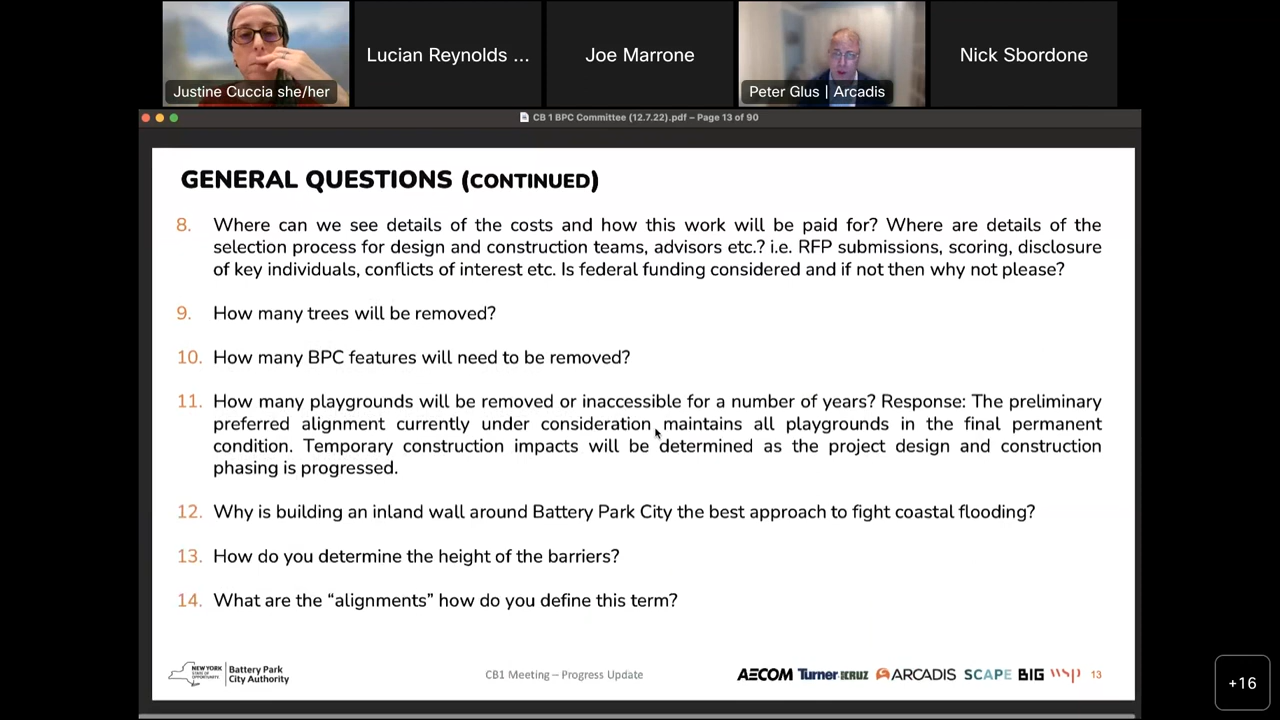 Justine Cuccia she/her
Lucian Reynolds ...
Joe Marrone
Peter Glus | Arcadis
Nick Sbordone
CB 1 BPC Committee (12.7.22).pdf – Page 13 of 90
GENERAL QUESTIONS (CONTINUED)
8. Where can we see details of the costs and how this work will be paid for? Where are details of the
selection process for design and construction teams, advisors etc.? i.e. RFP submissions, scoring, disclosure
of key individuals, conflicts of interest etc. Is federal funding considered and if not then why not please?
9. How many trees will be removed?
10. How many BPC features will need to be removed?
11. How many playgrounds will be removed or inaccessible for a number of years? Response: The preliminary
preferred alignment currently under consideration maintains all playgrounds in the final permanent
condition. Temporary construction impacts will be determined as the project design and construction
phasing is progressed.
12. Why is building an inland wall around Battery Park City the best approach to fight coastal flooding?
13. How do you determine the height of the barriers?
14. What are the “alignments” how do you define this term?
NEW YORK
STATE OF
OPPORTUNITY
Battery Park
City Authority
CB1 Meeting – Progress Update
AECOM Turner ARCADIS SCAPE BIG wsp 13
+16